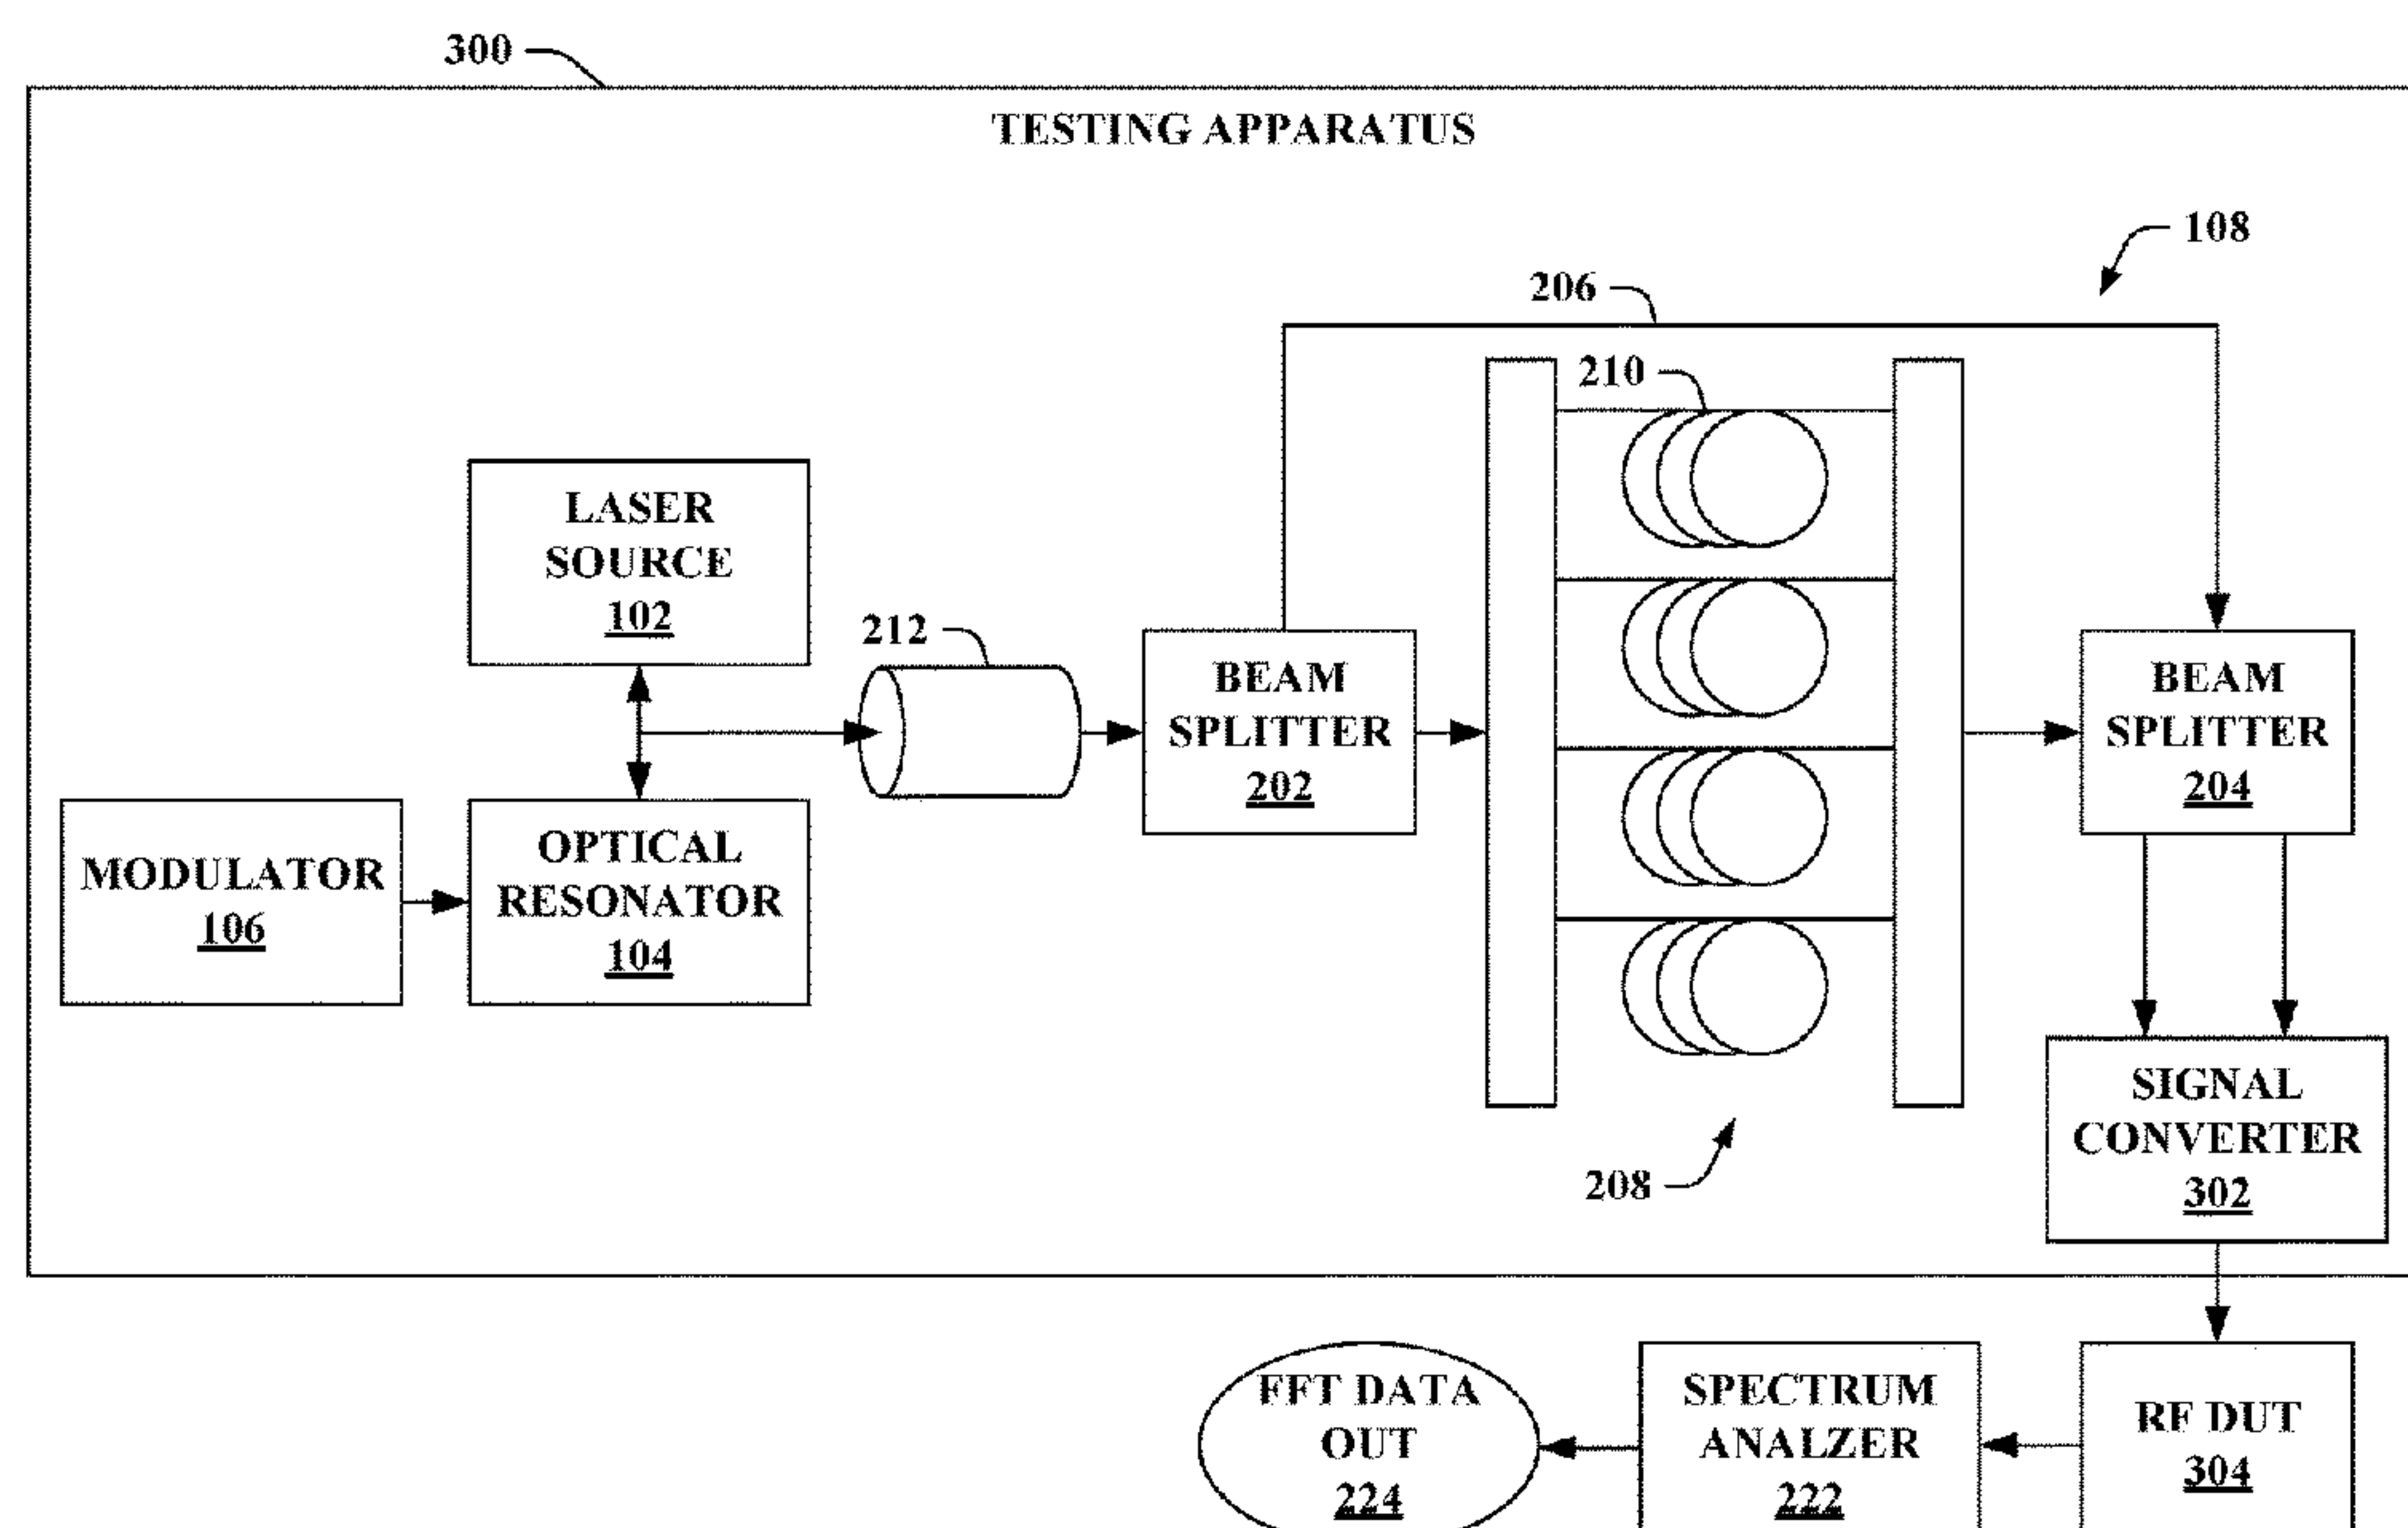 300
TESTING APPARATUS
108
206
210
LASER
SOURCE
102
212
BEAM
SPLITTER
202
BEAM
SPLITTER
204
MODULATOR
106
OPTICAL
RESONATOR
104
SIGNAL
CONVERTER
302
208
FFT DATA
OUT
224
SPECTRUM
ANALZER
222
RF DUT
304